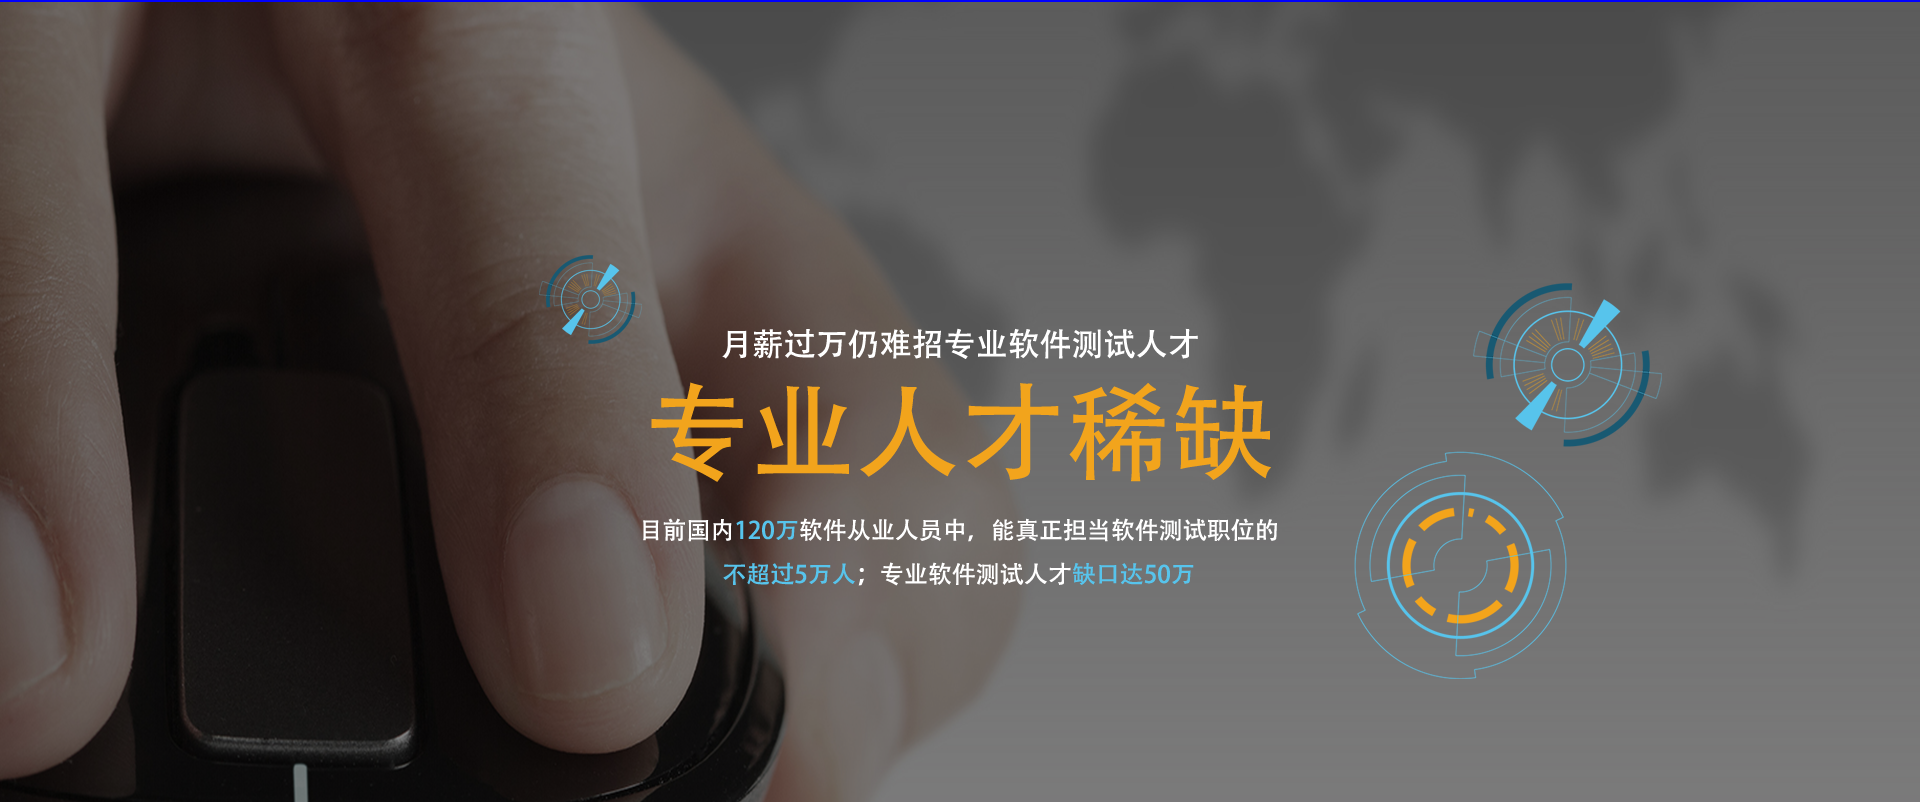 月薪过万仍难招专业软件测试人才
专业人才稀缺
目前国内120万软件从业人员中，能真正担当软件测试职位的
不超过5万人；专业软件测试人才缺口达50万